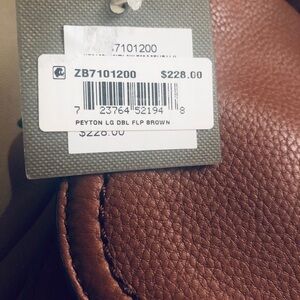 7101200
ZB7101200 $228.00
7 23764 52194 8
PEYTON LG DBL FLP BROWN
$228.00